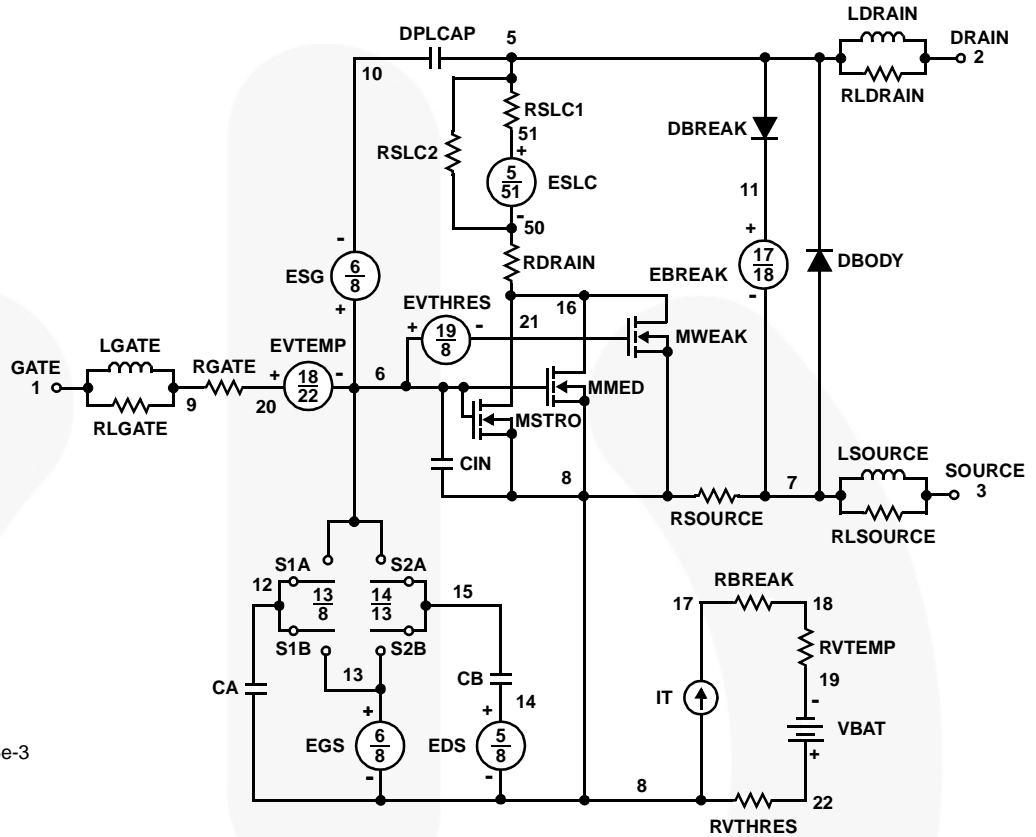 LDRAIN
DPLCAP
5
DRAIN
2
10
RLDRAIN
RSLC1
DBREAK
51
+
RSLC2
5
51
ESLC
11
-
50
-
+
RDRAIN
17
18
EBREAK
DBODY
6
8
ESG
EVTHRES
16
+
19
8
-
21
-
+
MWEAK
LGATE
EVTEMP
GATE
1
RGATE
+
18
22
-
6
MMED
9
20
RLGATE
MSTRO
LSOURCE
CIN
8
7
SOURCE
3
RSOURCE
RLSOURCE
S1A
S2A
12
13
8
14
13
15
RBREAK
17
18
S1B
S2B
RVTEMP
13
CB
CA
19
14
IT
-
+
+
VBAT
EGS
6
8
EDS
5
8
+
e-3
-
-
8
22
RVTHRES